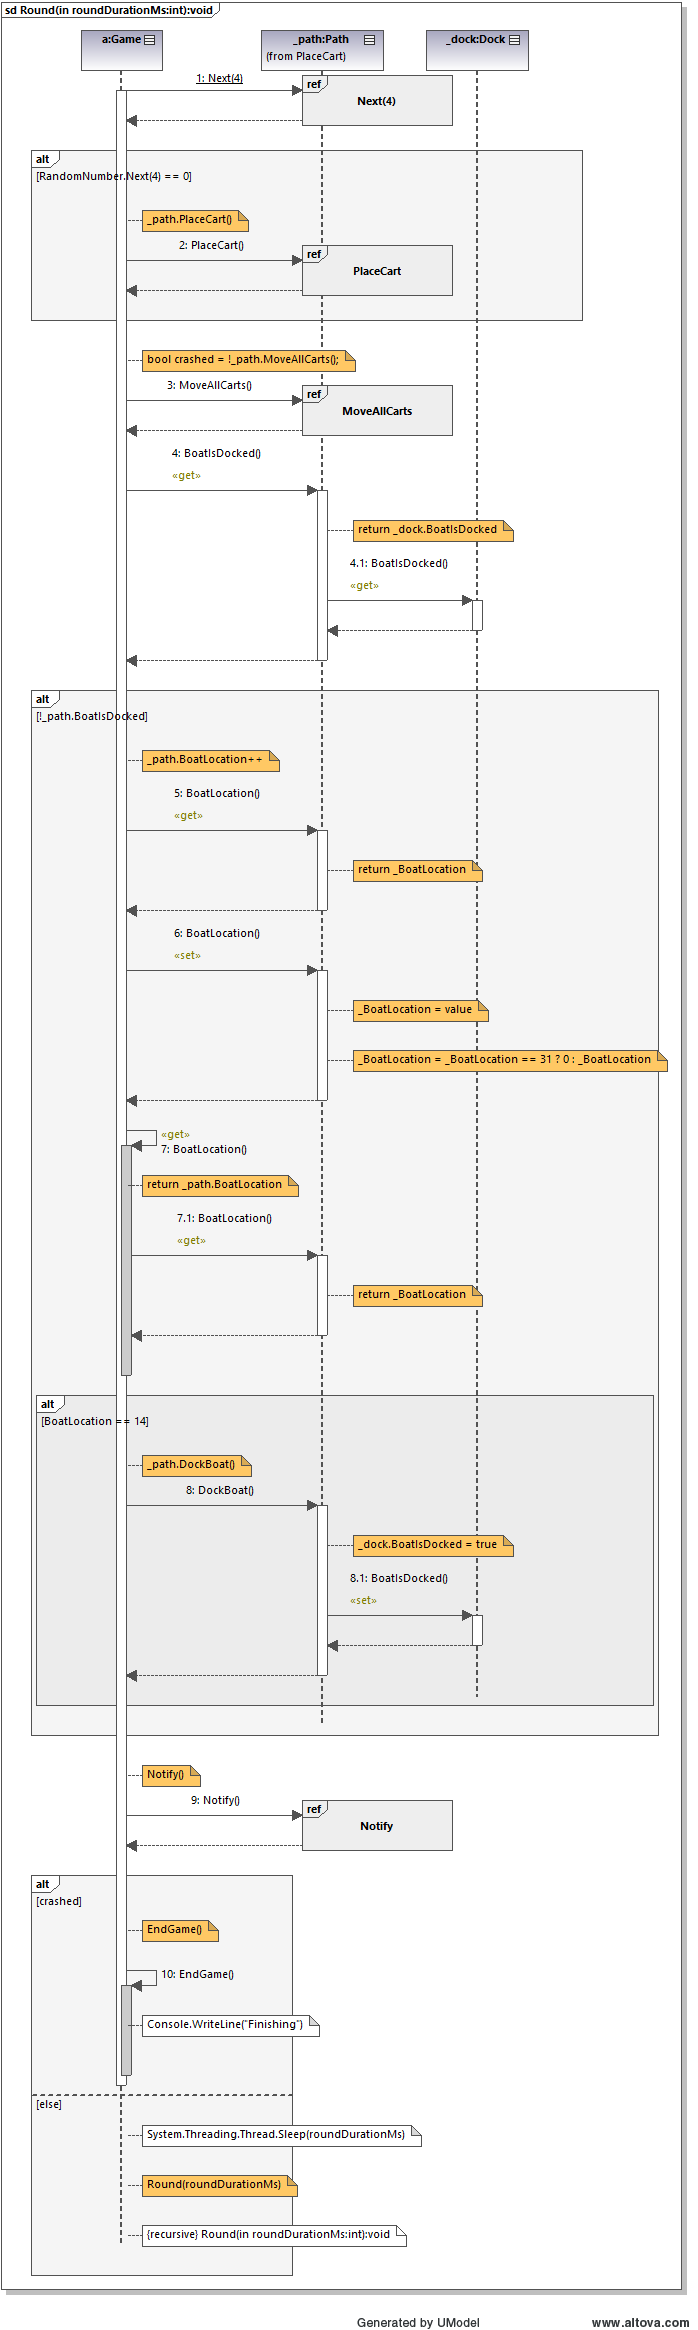 sd Round(in roundDurationMs:int):void
a:Game
_path:Path
(from PlaceCart)
_dock:Dock
1: Next(4)
ref
Next(4)
alt
[RandomNumber.Next(4) == 0]
_path.PlaceCart()
2: PlaceCart()
ref
PlaceCart
bool crashed = !_path.MoveAllCarts();
3: MoveAllCarts()
ref
MoveAllCarts
4: BoatIsDocked()
«get»
return _dock.BoatIsDocked
4.1: BoatIsDocked()
«get»
alt
[!_path.BoatIsDocked]
_path.BoatLocation++
5: BoatLocation()
«get»
return _BoatLocation
6: BoatLocation()
«set»
_BoatLocation = value
_BoatLocation = _BoatLocation == 31 ? 0 : _BoatLocation
«get»
7: BoatLocation()
return _path.BoatLocation
7.1: BoatLocation()
«get»
return _BoatLocation
alt
[BoatLocation == 14]
_path.DockBoat()
8: DockBoat()
_dock.BoatIsDocked = true
8.1: BoatIsDocked()
«set»
Notify()
9: Notify()
ref
Notify
alt
[crashed]
EndGame()
10: EndGame()
Console.WriteLine("Finishing")
[else]
System.Threading.Thread.Sleep(roundDurationMs)
Round(roundDurationMs)
{recursive} Round(in roundDurationMs:int):void
Generated by UModel
www.altova.com